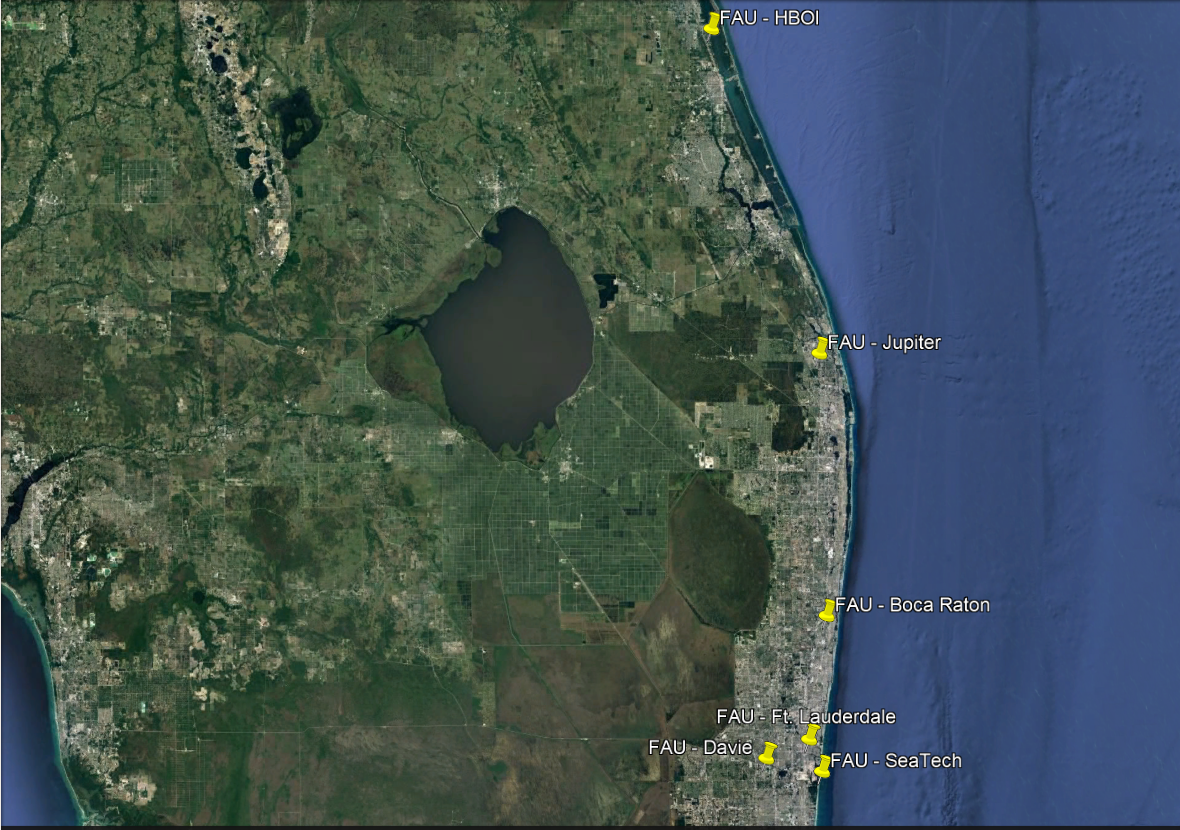 FAU - HBOI
FAU - Jupiter
FAU - Boca Raton
FAU - Ft. Lauderdale
FAU - Davie
FAU - SeaTech